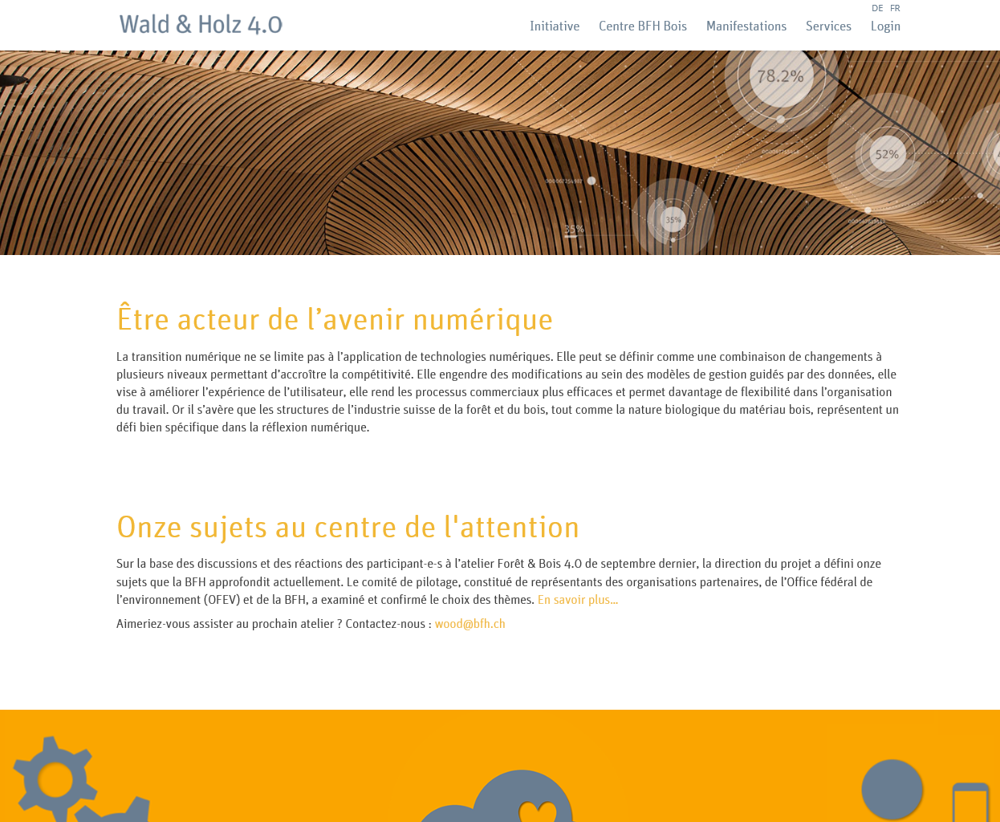 DE FR
Wald & Holz 4.0
Initiative Centre BFH Bois Manifestations Services Login
78.2%
52%
35%
35%
Être acteur de l’avenir numérique
La transition numérique ne se limite pas à l’application de technologies numériques. Elle peut se définir comme une combinaison de changements à
plusieurs niveaux permettant d’accroître la compétitivité. Elle engendre des modifications au sein des modèles de gestion guidés par des données, elle
vise à améliorer l’expérience de l’utilisateur, elle rend les processus commerciaux plus efficaces et permet davantage de flexibilité dans l’organisation
du travail. Or il s’avère que les structures de l’industrie suisse de la forêt et du bois, tout comme la nature biologique du matériau bois, représentent un
défi bien spécifique dans la réflexion numérique.
Onze sujets au centre de l'attention
Sur la base des discussions et des réactions des participant-e-s à l’atelier Forêt & Bois 4.0 de septembre dernier, la direction du projet a défini onze
sujets que la BFH approfondit actuellement. Le comité de pilotage, constitué de représentants des organisations partenaires, de l’Office fédéral de
l’environnement (OFEV) et de la BFH, a examiné et confirmé le choix des thèmes. En savoir plus...
Aimeriez-vous assister au prochain atelier ? Contactez-nous : wood@bfh.ch